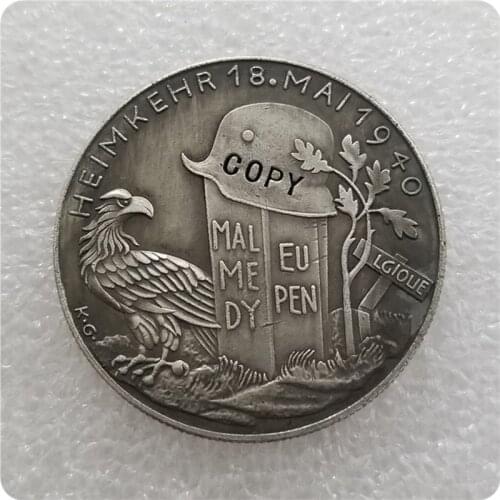 HEIMKEHR 18. MAI 1940
COPY
MAL
ME
DY
EU
PEN
LGIQUE
K.G.